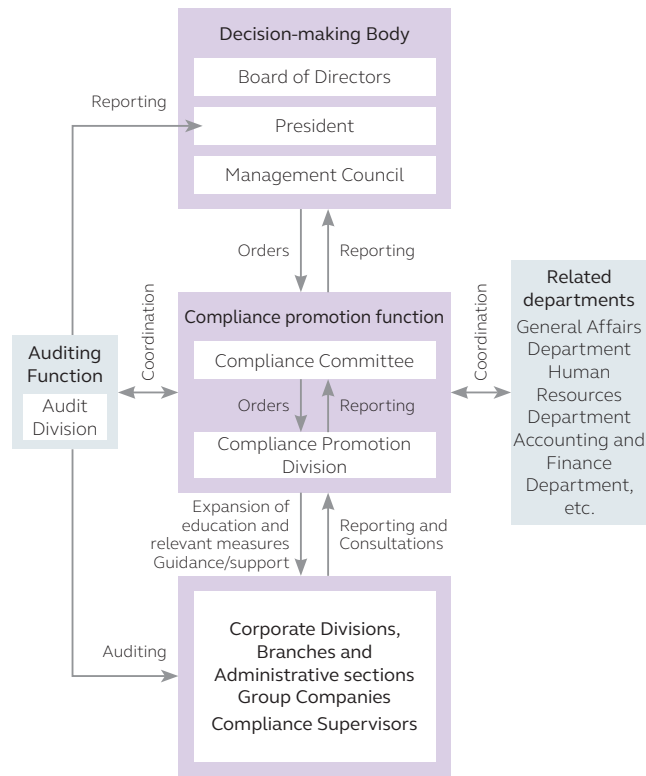 Decision-making Body
Board of Directors
Reporting
President
Management Council
Orders
Reporting
Coordination
Compliance promotion function
Compliance Committee
Orders
Reporting
Compliance Promotion
Division
Auditing
Function
Audit
Division
Coordination
Related
departments
General Affairs
Department
Human
Resources
Department
Accounting and
Finance
Department,
etc.
Expansion of
education and
relevant measures
Guidance/support
Reporting and
Consultations
Auditing
Corporate Divisions,
Branches and
Administrative sections
Group Companies
Compliance Supervisors